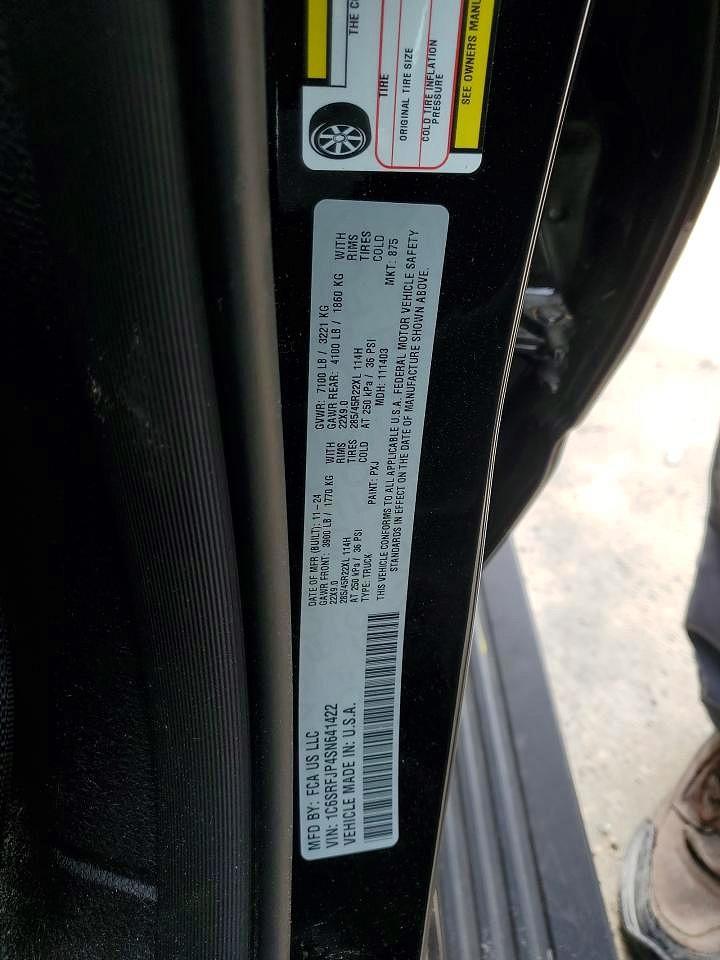 THE C
TIRE
ORIGINAL TIRE SIZE
COLD TIRE INFLATION
PRESSURE
SEE OWNERS MANU
MFD BY: FCA US LLC
VIN: 1C6SRFJP4SN641422
VEHICLE MADE IN: U.S.A.
DATE OF MFR (BUILT): 11-24
GAWR FRONT: 3900 LB / 1770 KG WITH
22X9.0 RIMS
285/45R22XL 114H TIRES
AT 250 kPa / 36 PSI COLD
TYPE: TRUCK PAINT: PXJ
GVWR: 7100 LB / 3221 KG
GAWR REAR: 4100 LB / 1860 KG WITH
22X9.0 RIMS
285/45R22XL 114H TIRES
AT 250 kPa / 36 PSI COLD
MDH: 111403 MKT: 875
THIS VEHICLE CONFORMS TO ALL APPLICABLE U.S.A. FEDERAL MOTOR VEHICLE SAFETY
STANDARDS IN EFFECT ON THE DATE OF MANUFACTURE SHOWN ABOVE.